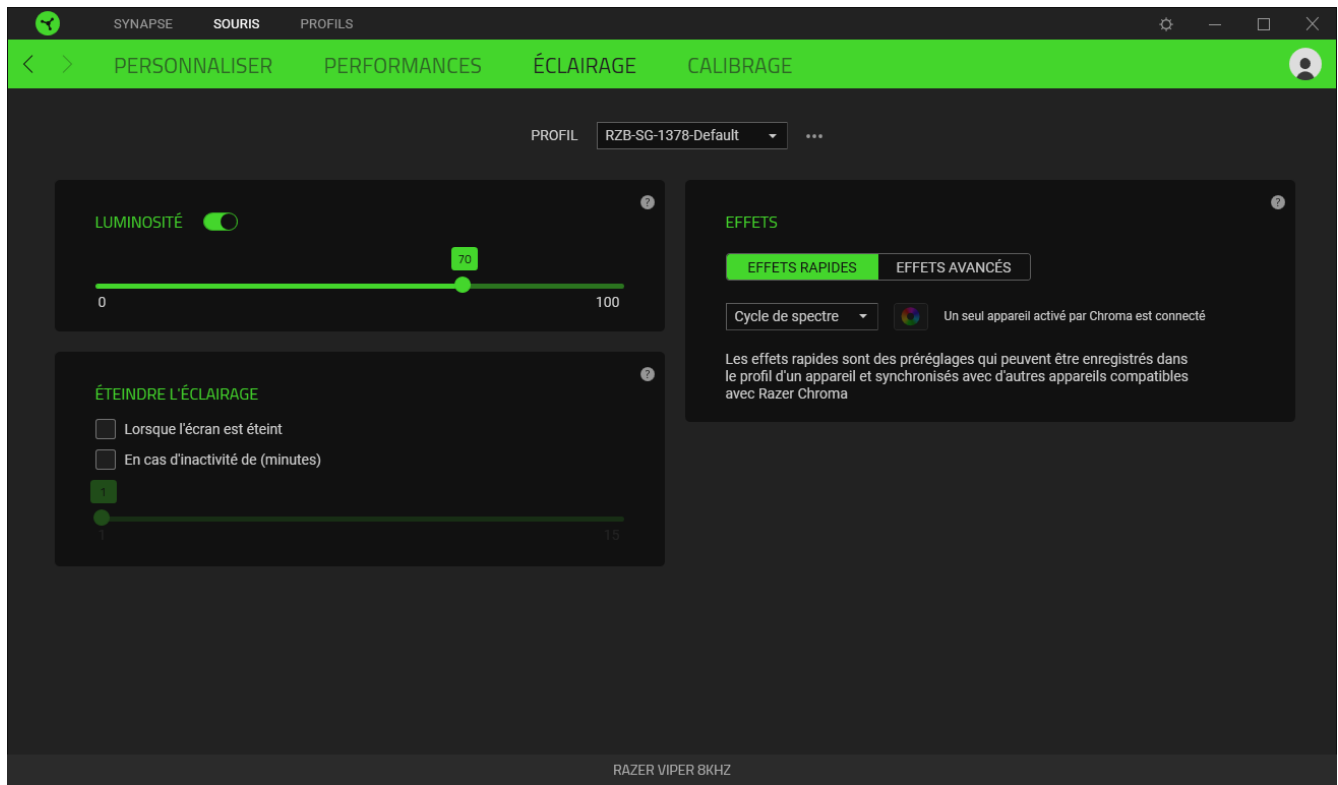 SYNAPSE SOURIS PROFILS
PERSONNALISER PERFORMANCES ÉCLAIRAGE CALIBRAGE
PROFIL RZB-SG-1378-Default
LUMINOSITÉ
70
0 100
ÉTEINDRE L'ÉCLAIRAGE
Lorsque l'écran est éteint
En cas d'inactivité de (minutes)
1
1 15
EFFETS
EFFETS RAPIDES EFFETS AVANCÉS
Cycle de spectre Un seul appareil activé par Chroma est connecté
Les effets rapides sont des préréglages qui peuvent être enregistrés dans
le profil d'un appareil et synchronisés avec d'autres appareils compatibles
avec Razer Chroma
RAZER VIPER 8KHZ